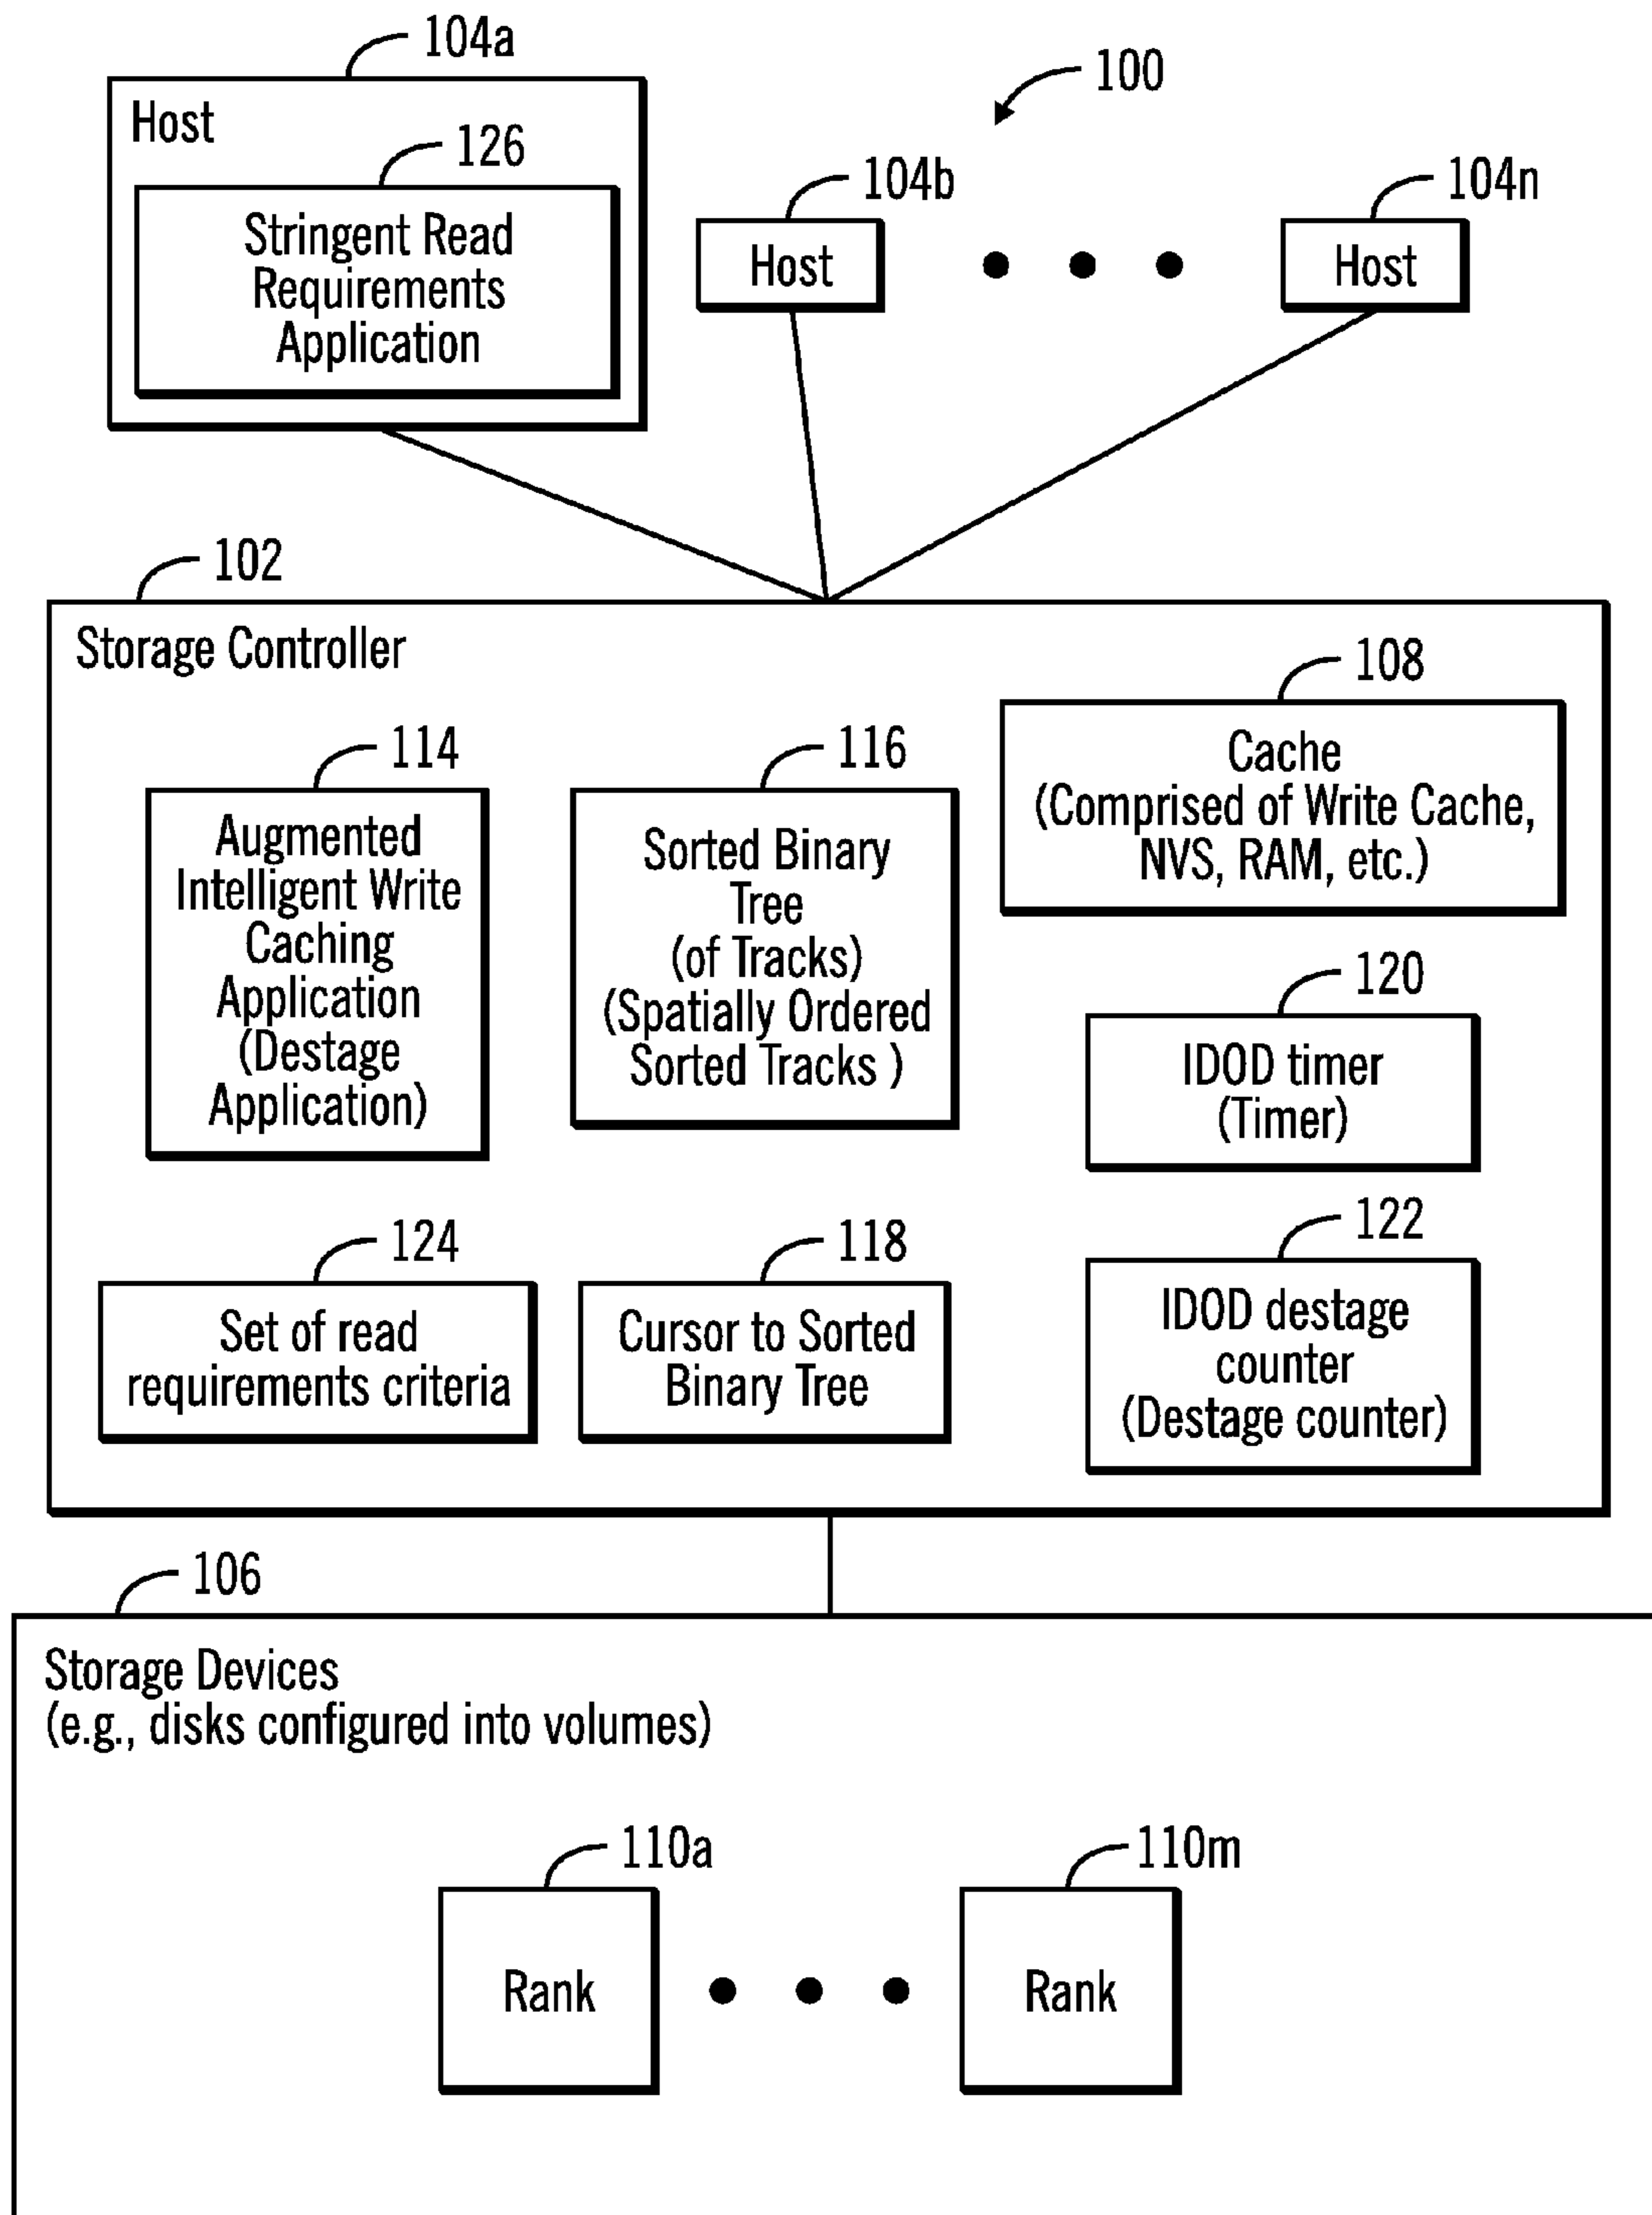 104a
100
Host
126
104b
104n
Stringent Read
Requirements
Application
Host
Host
102
Storage Controller
108
114
116
Cache
(Comprised of Write Cache,
NVS, RAM, etc.)
Augmented
Intelligent Write
Caching
Application
(Destage
Application)
Sorted Binary
Tree
(of Tracks)
(Spatially Ordered
Sorted Tracks )
120
IDOD timer
(Timer)
124
118
122
Set of read
requirements criteria
Cursor to Sorted
Binary Tree
IDOD destage
counter
(Destage counter)
106
Storage Devices
(e.g., disks configured into volumes)
110a
110m
Rank
Rank